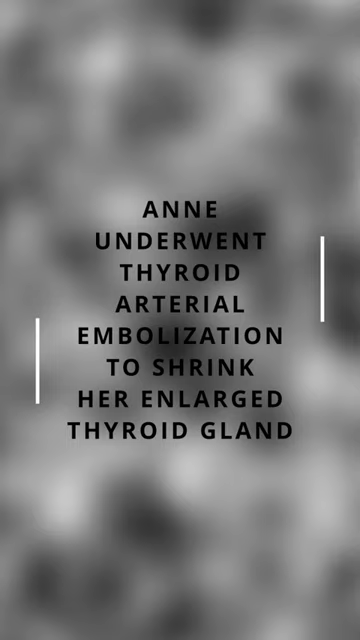 ANNE
UNDERWENT
THYROID
ARTERIAL
EMBOLIZATION
TO SHRINK
HER ENLARGED
THYROID GLAND